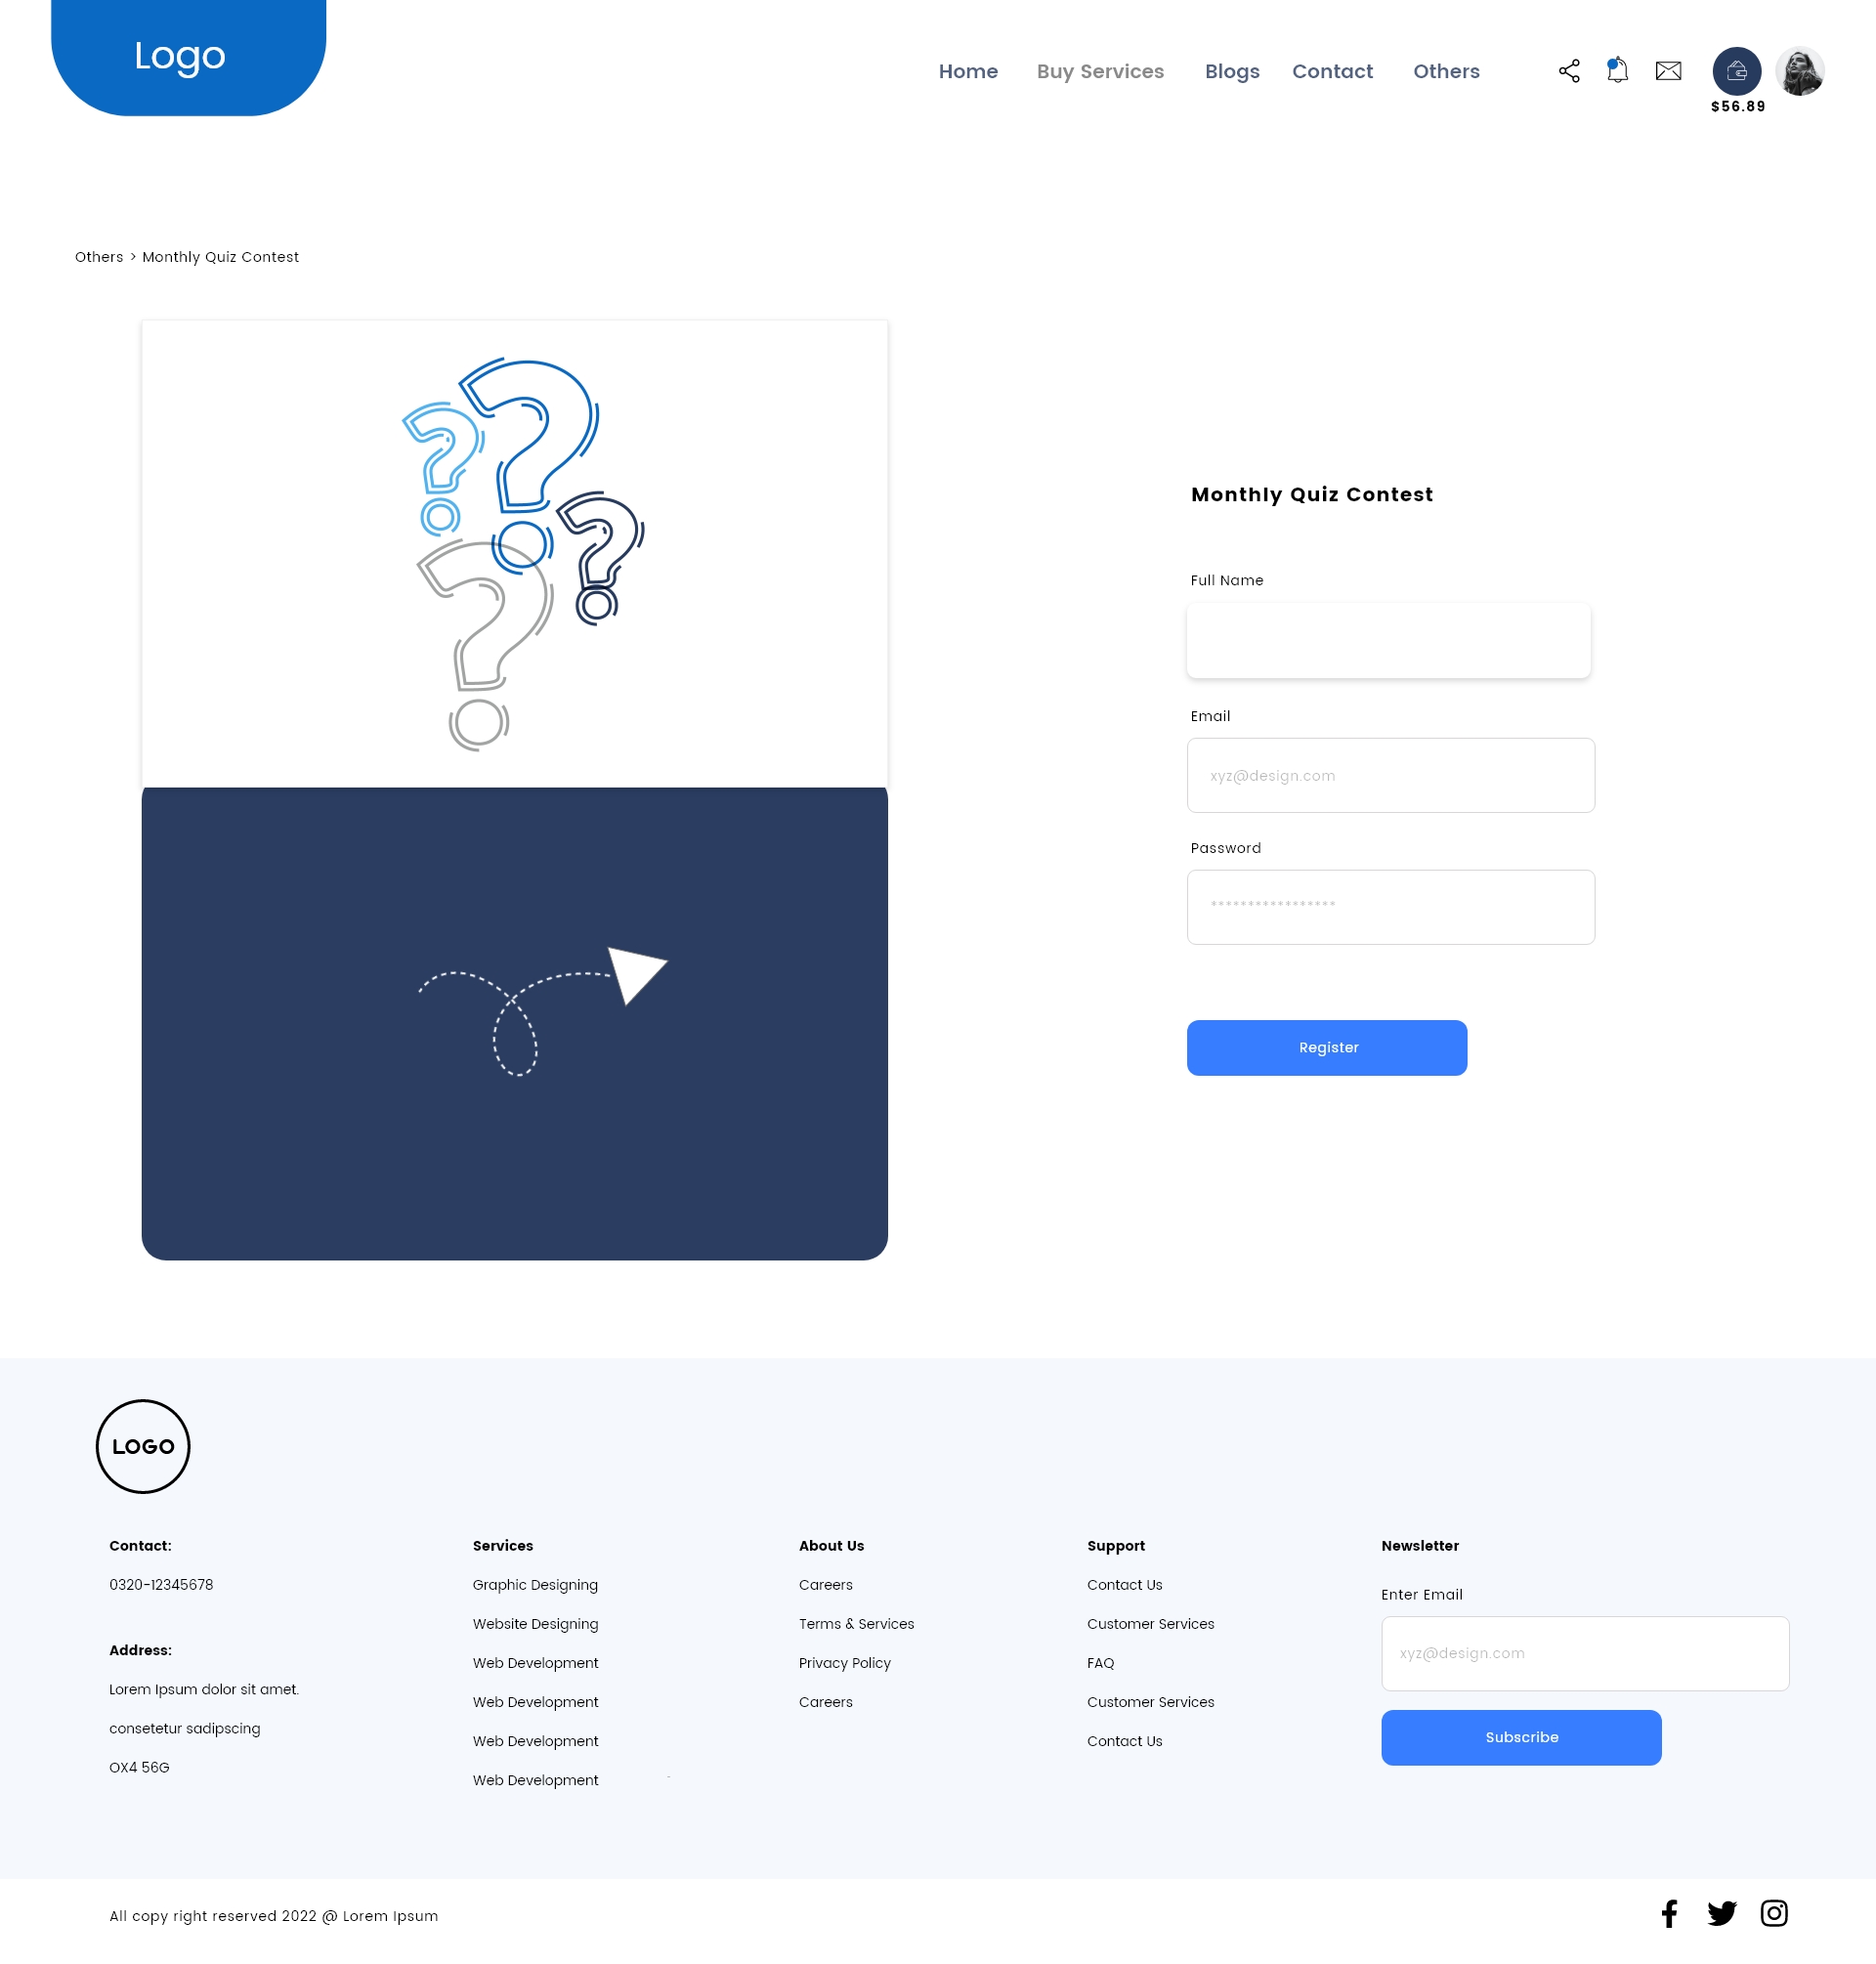 Logo
Home Buy Services Blogs Contact Others
$56.89
Others > Monthly Quiz Contest
Monthly Quiz Contest
Full Name
Email
xyz@design.com
Password
*****************
Register
LOGO
Contact:
0320-12345678
Address:
Lorem Ipsum dolor sit amet.
consetetur sadipscing
OX4 56G
Services
Graphic Designing
Website Designing
Web Development
Web Development
Web Development
Web Development
About Us
Careers
Terms & Services
Privacy Policy
Careers
Support
Contact Us
Customer Services
FAQ
Customer Services
Contact Us
Newsletter
Enter Email
xyz@design.com
Subscribe
All copy right reserved 2022 @ Lorem Ipsum